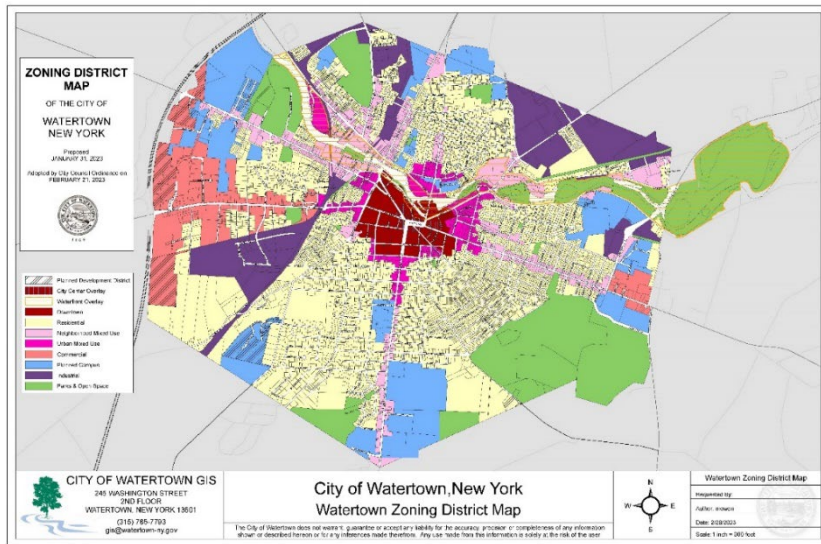 ZONING DISTRICT
MAP
OF THE CITY OF
WATERTOWN
NEW YORK
Proposed
JANUARY 31, 2023
Adopted by City Council Ordinance on
FEBRUARY 21, 2023
Planned Development District
City Center Overlay
Waterfront Overlay
Downtown
Residential
Neighborhood Mixed Use
Urban Mixed Use
Commercial
Planned Campus
Industrial
Parks & Open Space
CITY OF WATERTOWN GIS
245 WASHINGTON STREET
2ND FLOOR
WATERTOWN, NEW YORK 13601
(315) 785-7793
gis@watertown-ny.gov
City of Watertown,New York
Watertown Zoning District Map
The City of Watertown does not warrant, guarantee or accept any liability for the accuracy, precision or completeness of any information
shown or described hereon or for any inferences made therefrom. Any use made from this information is solely at the risk of the user
N
W E
S
Watertown Zoning District Map
Requested by:
Author:
Date: 2/28/2023
Scale: 1 inch = 300 feet